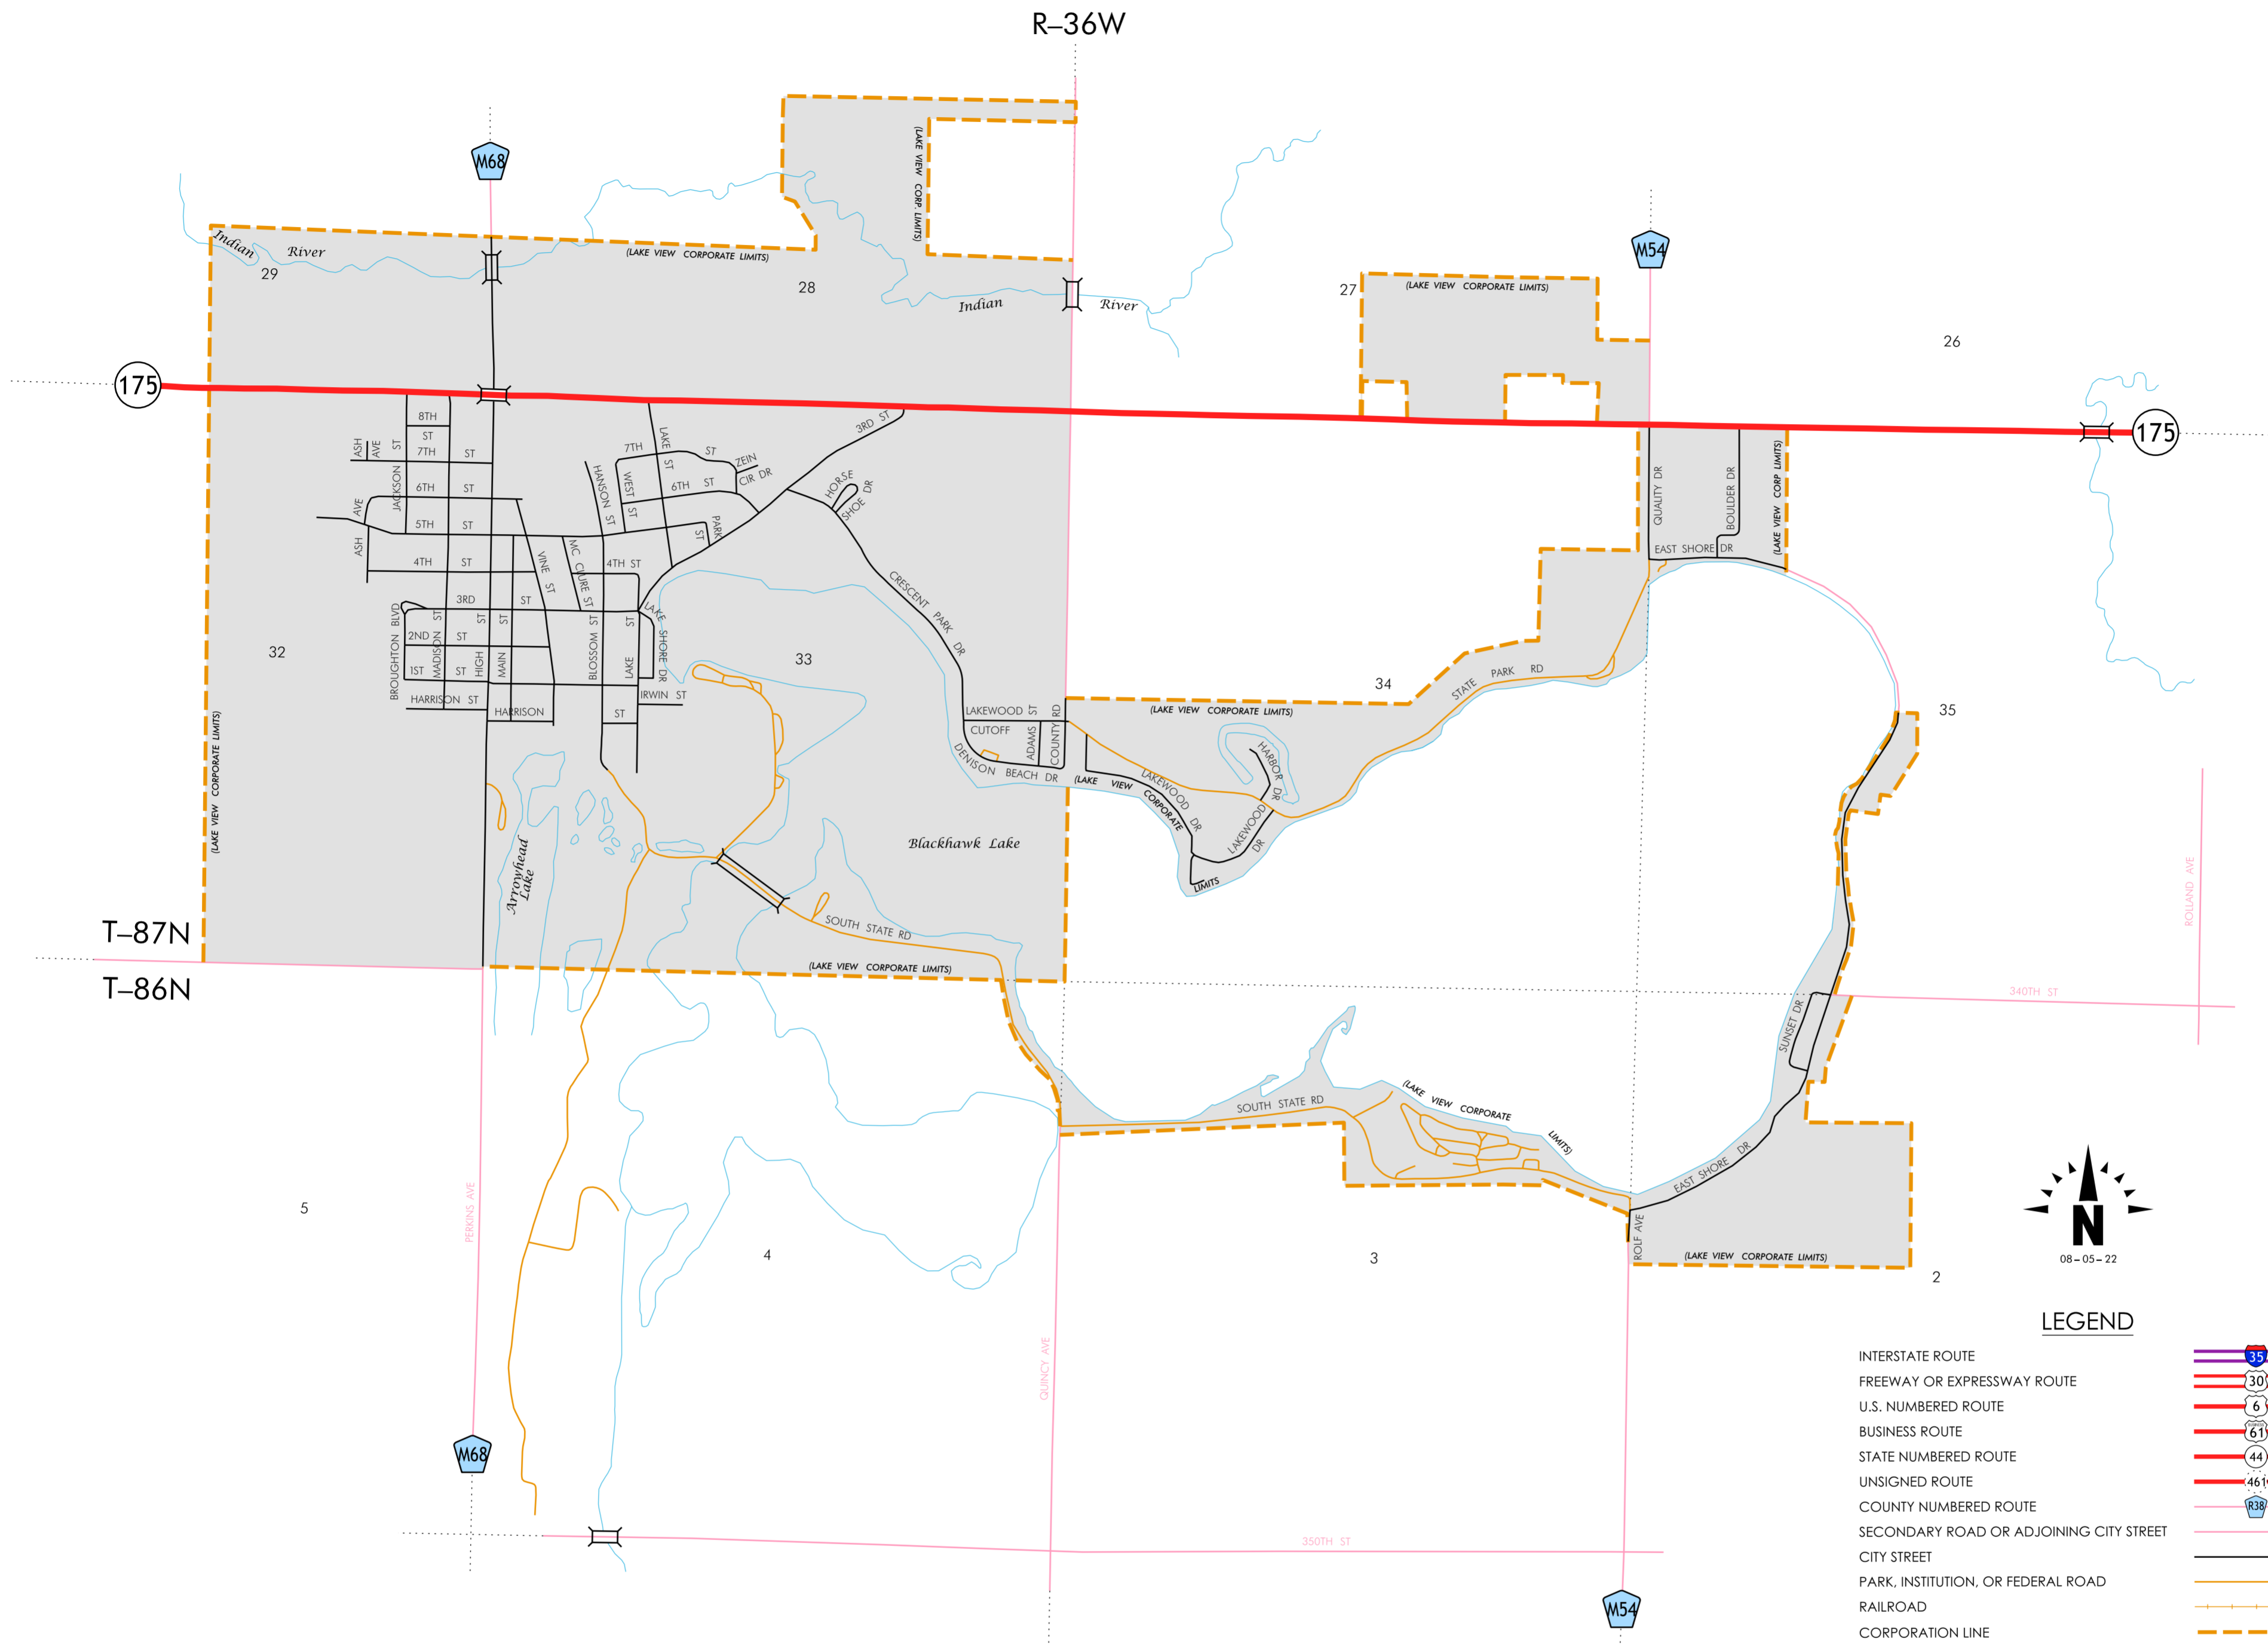 R–36W
M68
(LAKE VIEW CORP. LIMITS)
Indian River
29
(LAKE VIEW CORPORATE LIMITS)
28
Indian River
27
(LAKE VIEW CORPORATE LIMITS)
M54
26
175
175
8TH ST
7TH ST
ASH AVE
JACKSON ST
6TH ST
5TH ST
ASH AVE
4TH ST
3RD ST
2ND ST
1ST ST
HARRISON ST
HARRISON ST
BROUGHTON BLVD
MADISON ST
HIGH ST
MAIN ST
VINE ST
MC CLURE ST
BLOSSOM ST
HANSON ST
WEST ST
7TH ST
LAKE ST
6TH ST
ZEIN
CIR DR
PARK ST
4TH ST
3RD ST
LAKE SHORE DR
LAKE ST
IRWIN ST
HORSE SHOE DR
CRESCENT PARK DR
LAKEWOOD ST
CUTOFF
ADAMS
COUNTY RD
DENISON BEACH DR
(LAKE VIEW CORPORATE LIMITS)
(LAKE VIEW CORPORATE LIMITS)
LAKEWOOD DR
LAKEWOOD DR
HARBOR DR
STATE PARK RD
QUALITY DR
BOULDER DR
EAST SHORE DR
(LAKE VIEW CORP LIMITS)
32
33
34
35
(LAKE VIEW CORPORATE LIMITS)
Arrowhead Lake
Blackhawk Lake
SOUTH STATE RD
(LAKE VIEW CORPORATE LIMITS)
T–87N
T–86N
ROLLAND AVE
340TH ST
SUNSET DR
SOUTH STATE RD
(LAKE VIEW CORPORATE LIMITS)
EAST SHORE DR
ROLF AVE
(LAKE VIEW CORPORATE LIMITS)
PERKINS AVE
5
4
3
2
QUINCY AVE
M68
350TH ST
M54
N
08–05–22
LEGEND
INTERSTATE ROUTE 35
FREEWAY OR EXPRESSWAY ROUTE 30
U.S. NUMBERED ROUTE 6
BUSINESS ROUTE 61
STATE NUMBERED ROUTE 44
UNSIGNED ROUTE 461
COUNTY NUMBERED ROUTE R38
SECONDARY ROAD OR ADJOINING CITY STREET
CITY STREET
PARK, INSTITUTION, OR FEDERAL ROAD
RAILROAD
CORPORATION LINE